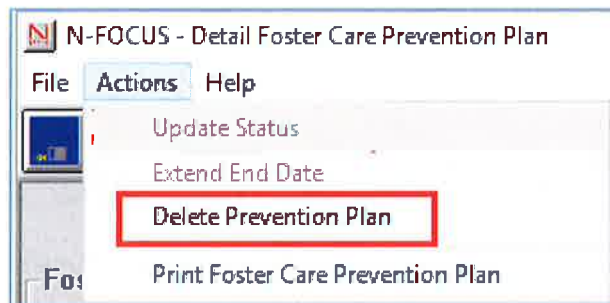 N-FOCUS - Detail Foster Care Prevention Plan
File Actions Help
Update Status
Extend End Date
Delete Prevention Plan
Print Foster Care Prevention Plan